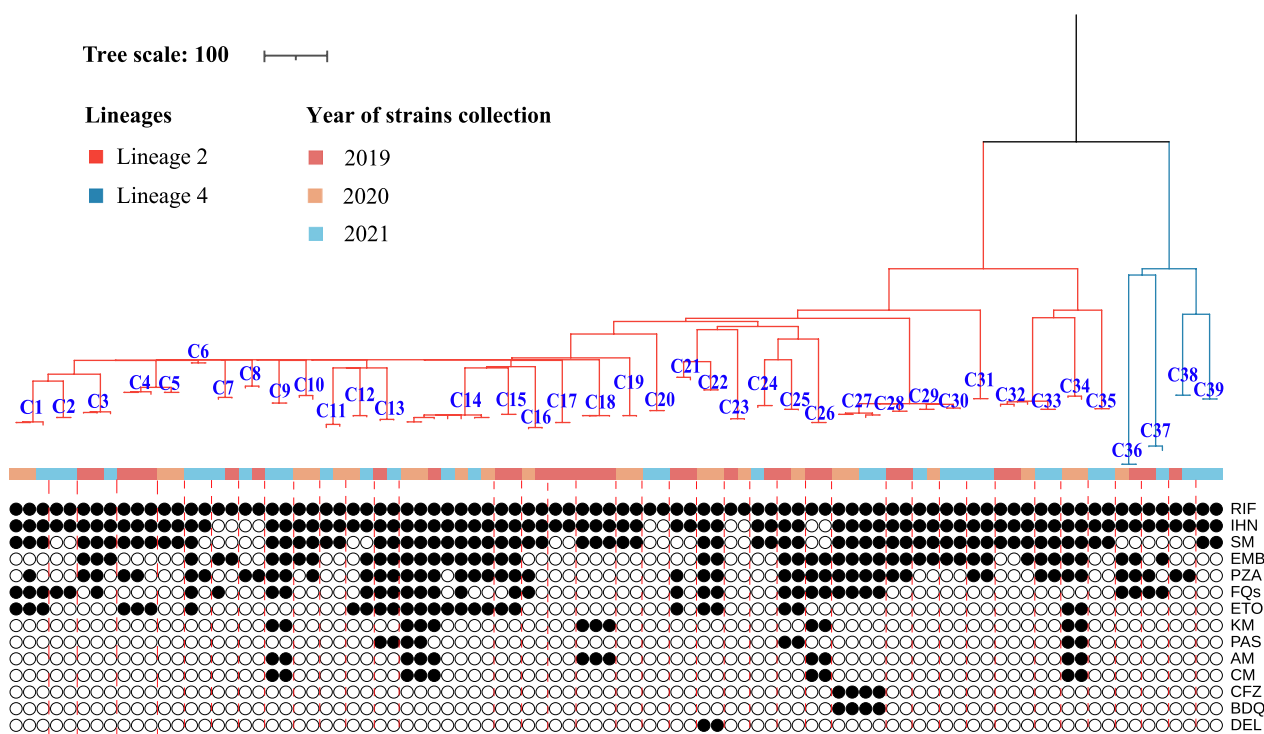 Tree scale: 100
Lineages
Year of strains collection
Lineage 2
2019
Lineage 4
2020
2021
C1
C2
C3
C4
C5
C6
C7
C8
C9
C10
C11
C12
C13
C14
C15
C16
C17
C18
C19
C20
C21
C22
C23
C24
C25
C26
C27
C28
C29
C30
C31
C32
C33
C34
C35
C36
C37
C38
C39
RIF
IHN
SM
EMB
PZA
FQs
ETO
KM
PAS
AM
CM
CFZ
BDQ
DEL